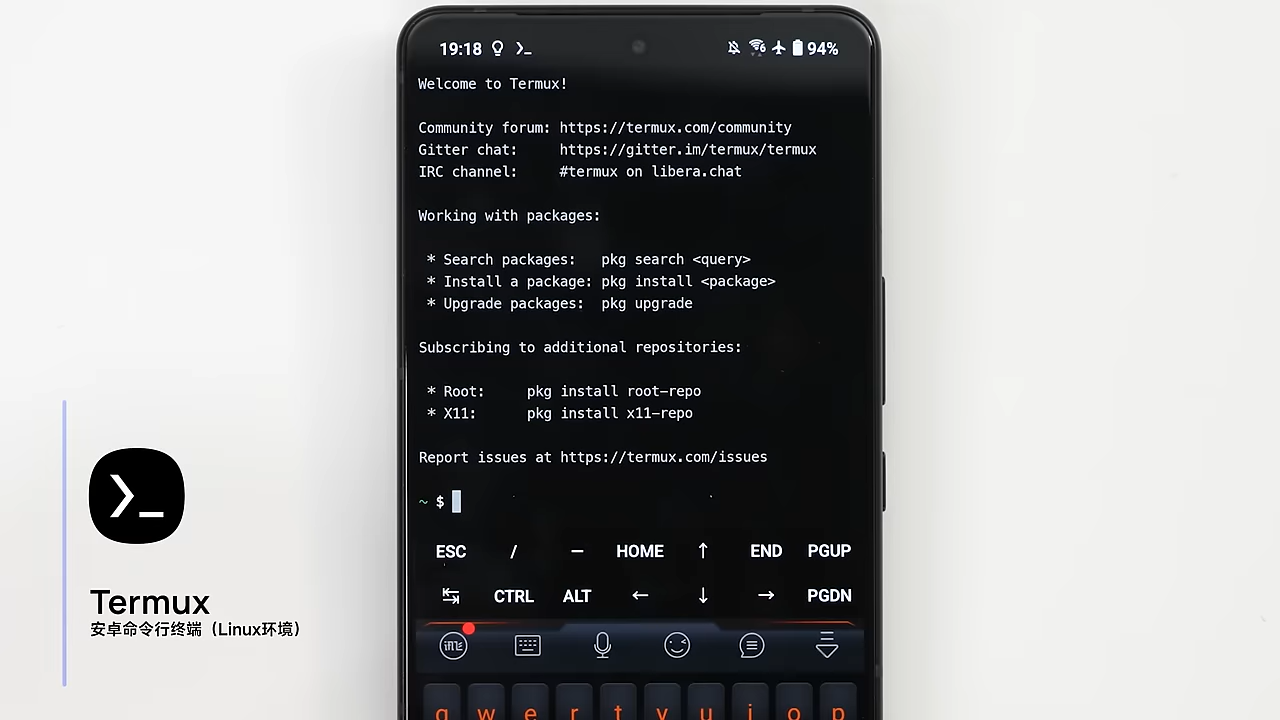 19:18 94%
Welcome to Termux!
Community forum: https://termux.com/community
Gitter chat: https://gitter.im/termux/termux
IRC channel: #termux on libera.chat
Working with packages:
* Search packages: pkg search <query>
* Install a package: pkg install <package>
* Upgrade packages: pkg upgrade
Subscribing to additional repositories:
* Root: pkg install root-repo
* X11: pkg install x11-repo
Report issues at https://termux.com/issues
~ $
ESC / — HOME ↑ END PGUP
↹ CTRL ALT ← ↓ → PGDN
q w e r t y u i o p
Termux
安卓命令行终端（Linux环境）